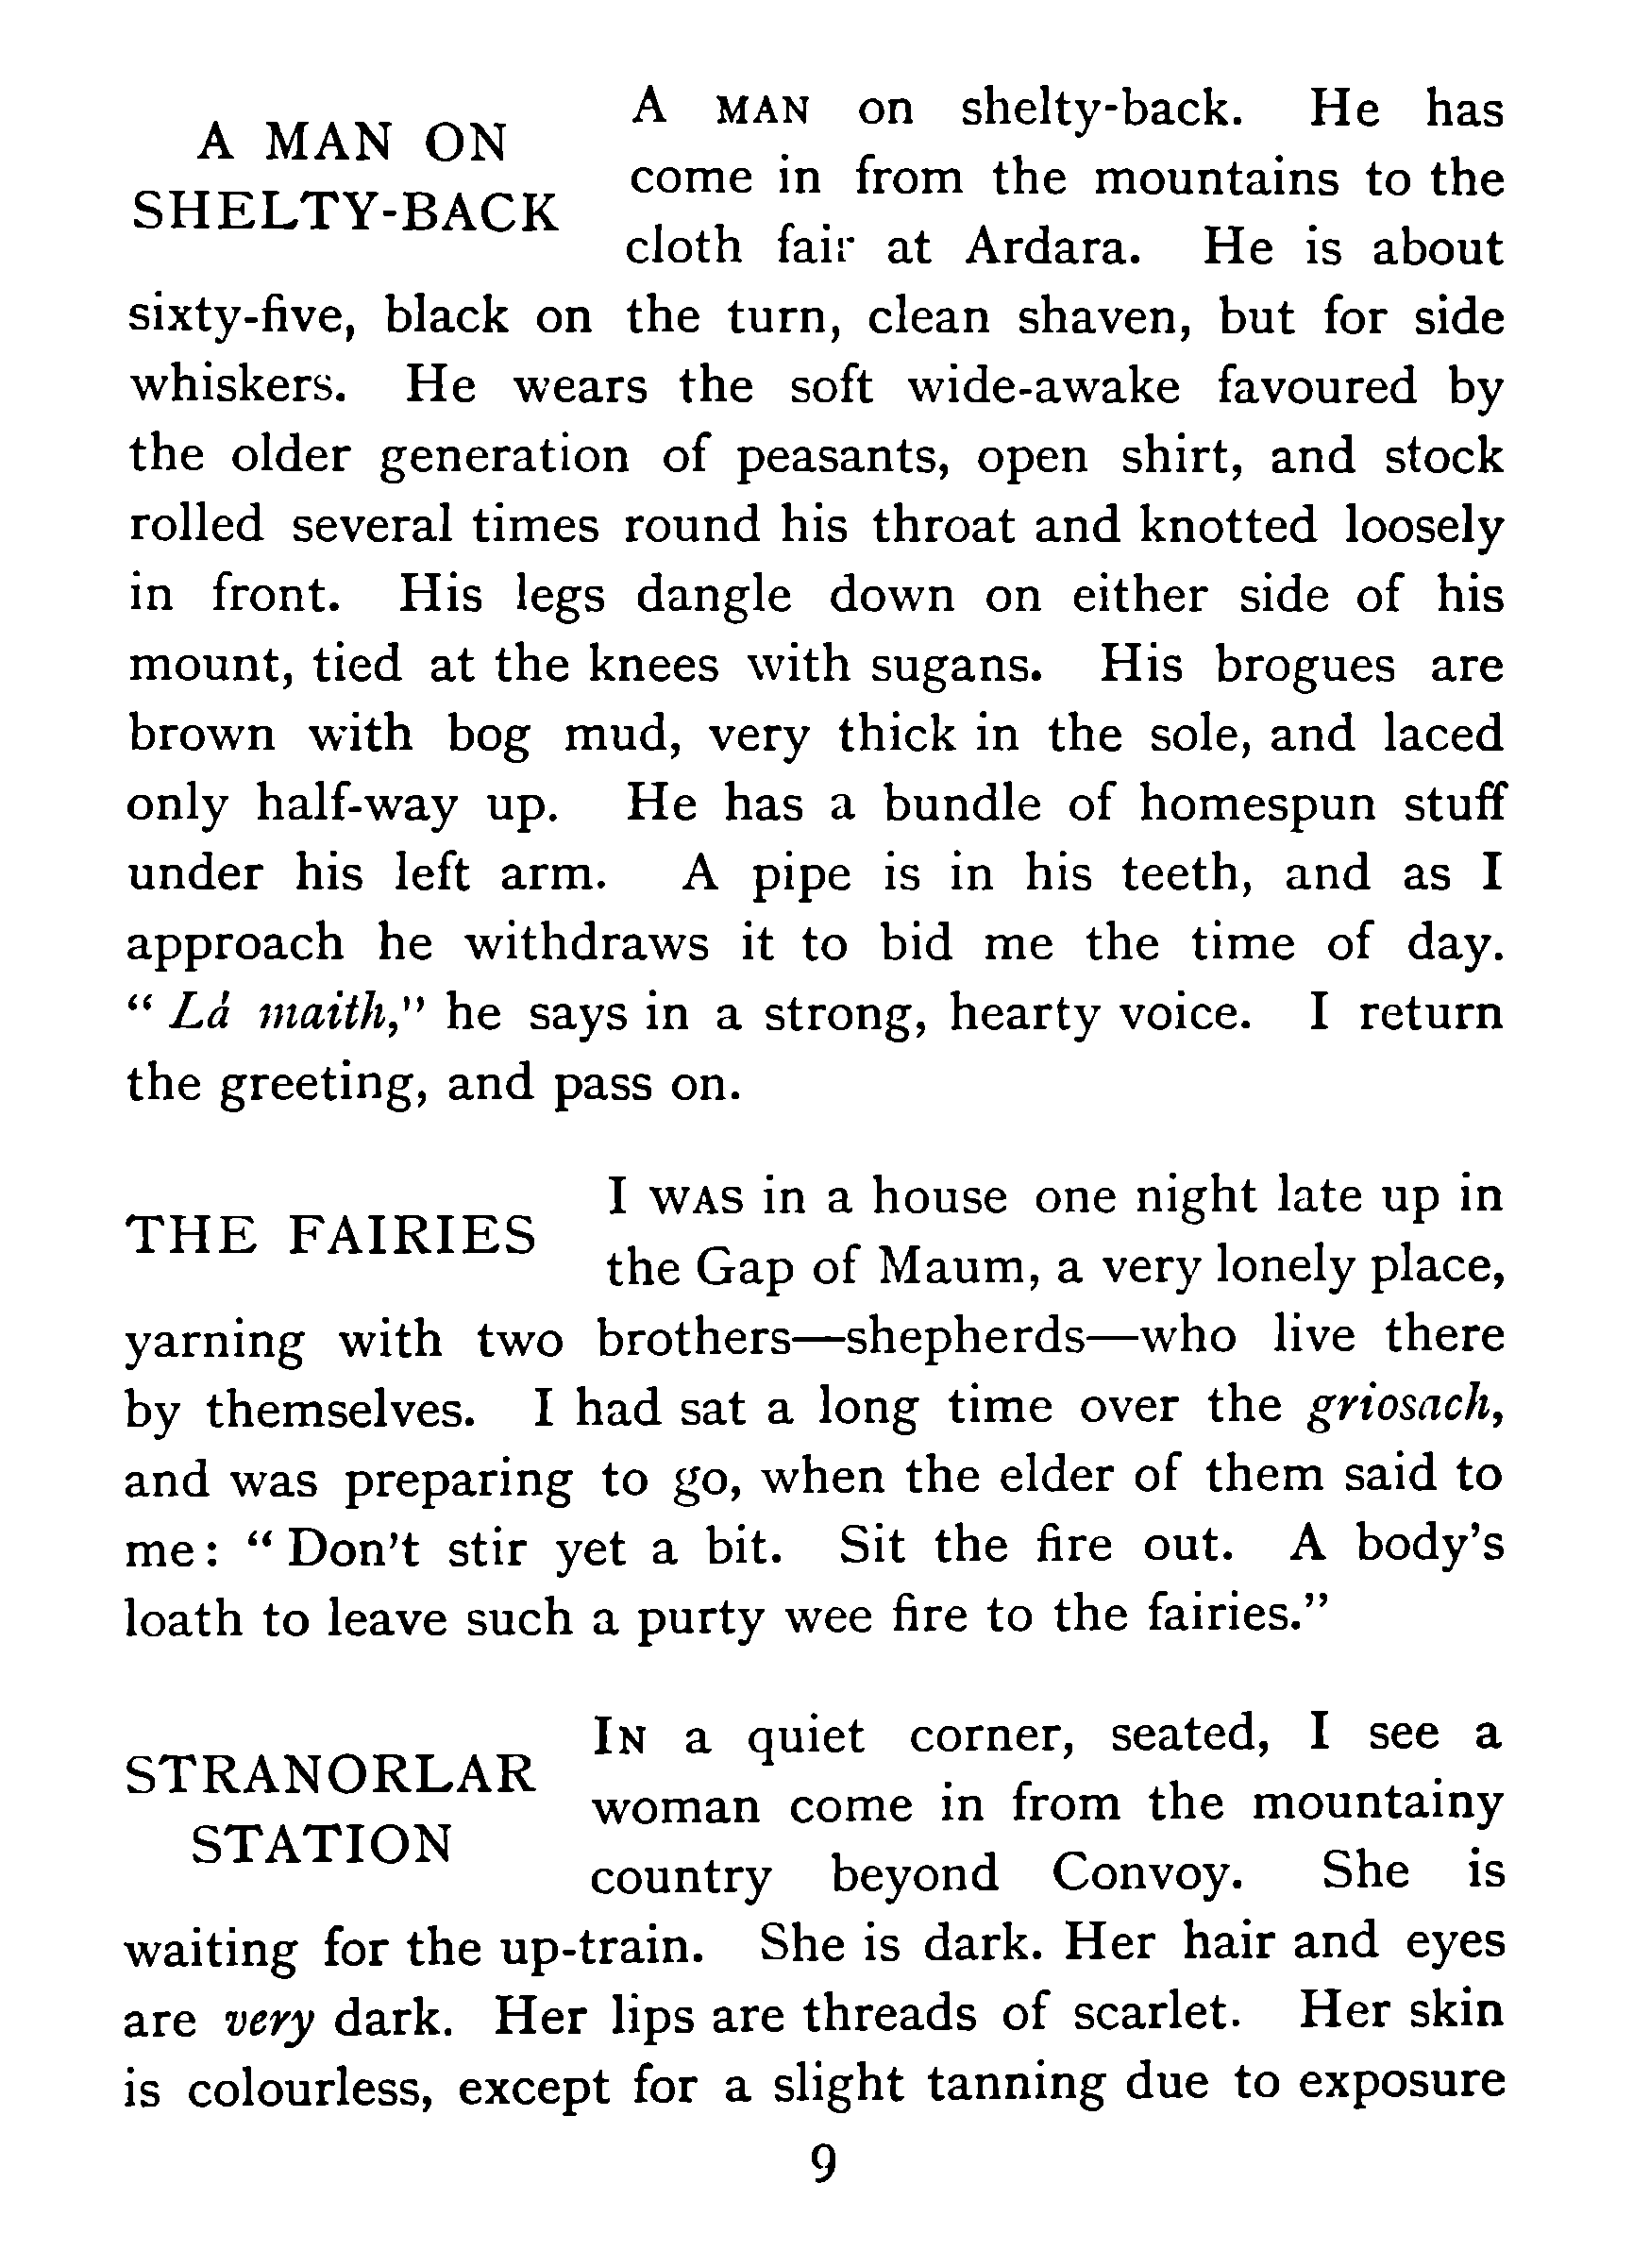 A MAN ON
SHELTY-BACK
A MAN on shelty-back. He has
come in from the mountains to the
cloth fair at Ardara. He is about
sixty-five, black on the turn, clean shaven, but for side
whiskers. He wears the soft wide-awake favoured by
the older generation of peasants, open shirt, and stock
rolled several times round his throat and knotted loosely
in front. His legs dangle down on either side of his
mount, tied at the knees with sugans. His brogues are
brown with bog mud, very thick in the sole, and laced
only half-way up. He has a bundle of homespun stuff
under his left arm. A pipe is in his teeth, and as I
approach he withdraws it to bid me the time of day.
“ Lá maith,” he says in a strong, hearty voice. I return
the greeting, and pass on.
THE FAIRIES
I WAS in a house one night late up in
the Gap of Maum, a very lonely place,
yarning with two brothers—shepherds—who live there
by themselves. I had sat a long time over the griosach,
and was preparing to go, when the elder of them said to
me: “ Don’t stir yet a bit. Sit the fire out. A body’s
loath to leave such a purty wee fire to the fairies.”
STRANORLAR
STATION
IN a quiet corner, seated, I see a
woman come in from the mountainy
country beyond Convoy. She is
waiting for the up-train. She is dark. Her hair and eyes
are very dark. Her lips are threads of scarlet. Her skin
is colourless, except for a slight tanning due to exposure
9